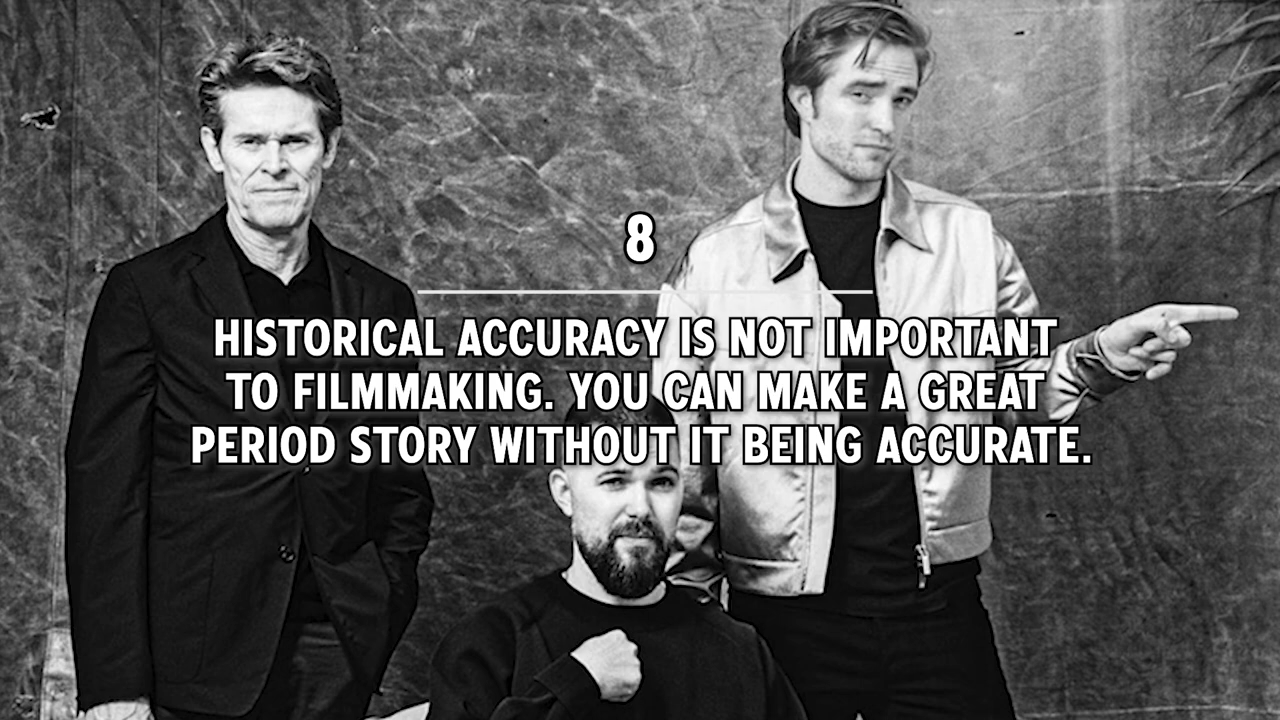 8
HISTORICAL ACCURACY IS NOT IMPORTANT
TO FILMMAKING. YOU CAN MAKE A GREAT
PERIOD STORY WITHOUT IT BEING ACCURATE.